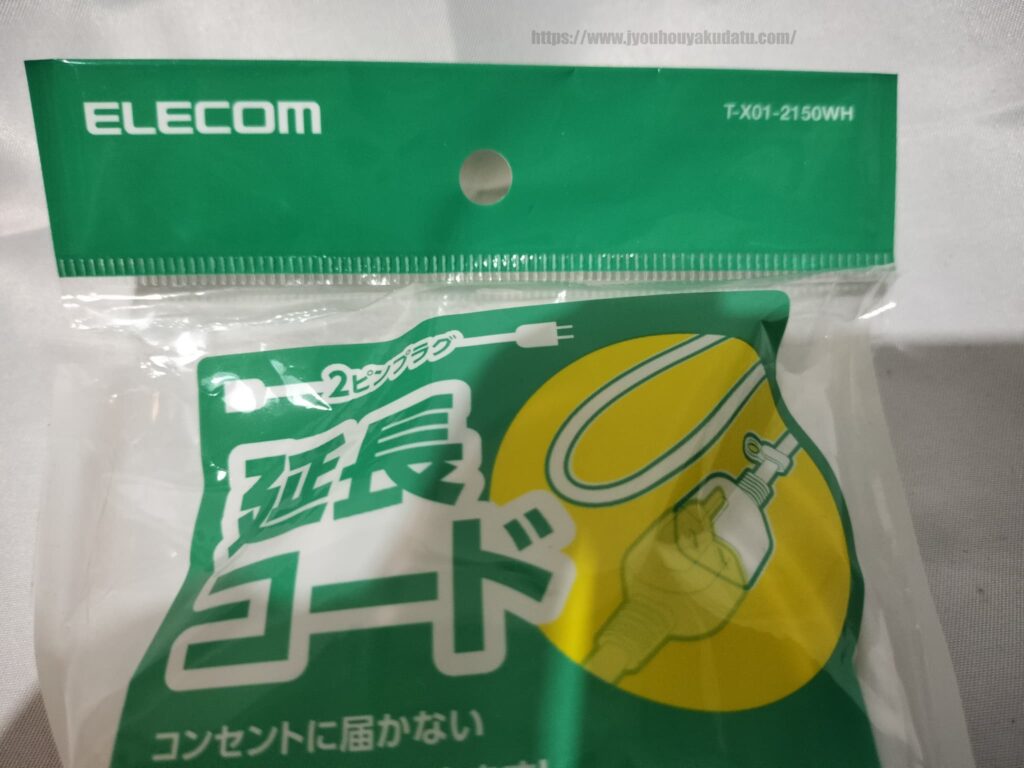 https://www.jyouhouyakudatu.com/
ELECOM
T-X01-2150WH
2ピンプラグ
延長
コード
コンセントに届かない